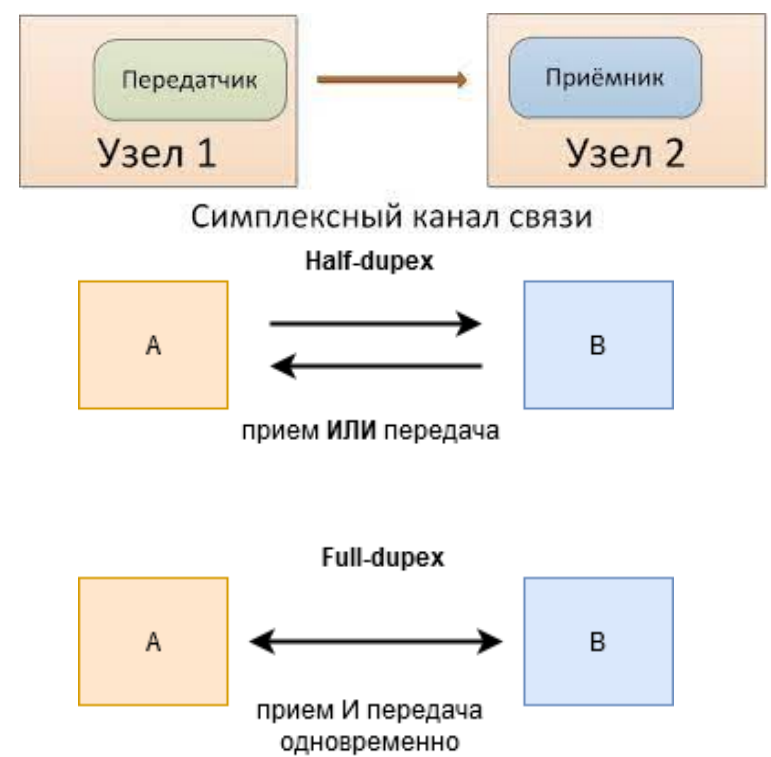 Передатчик
Узел 1
Приёмник
Узел 2
Симплексный канал связи
Half-dupex
A
B
прием ИЛИ передача
Full-dupex
A
B
прием И передача
одновременно